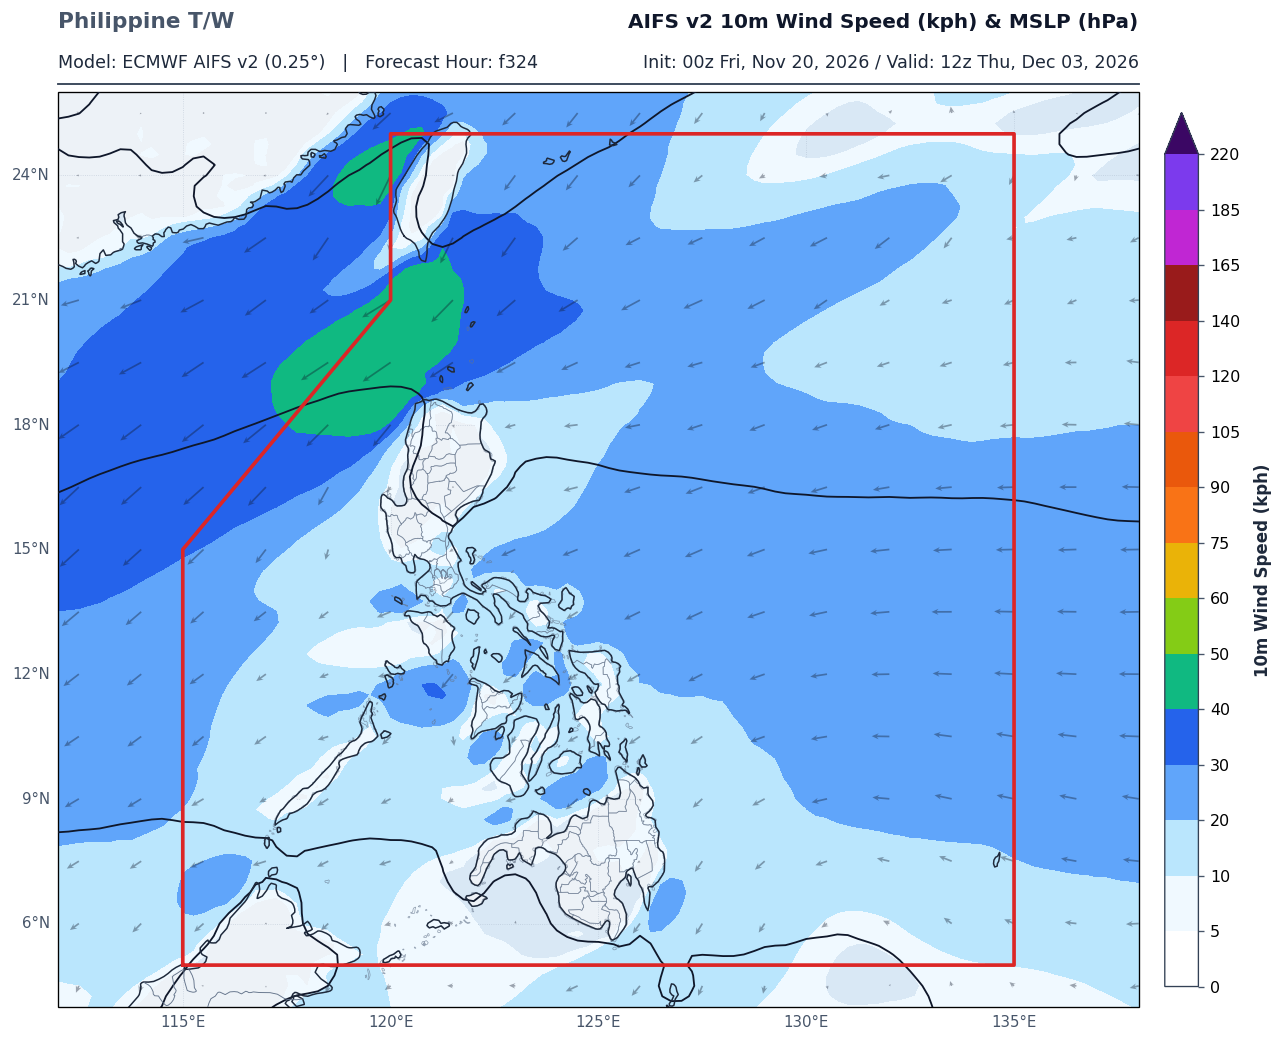 Philippine T/W
AIFS v2 10m Wind Speed (kph) & MSLP (hPa)
Model: ECMWF AIFS v2 (0.25°) | Forecast Hour: f324
Init: 00z Fri, Nov 20, 2026 / Valid: 12z Thu, Dec 03, 2026
24°N
21°N
18°N
15°N
12°N
9°N
6°N
115°E
120°E
125°E
130°E
135°E
220
185
165
140
120
105
90
75
60
50
40
30
20
10
5
0
10m Wind Speed (kph)